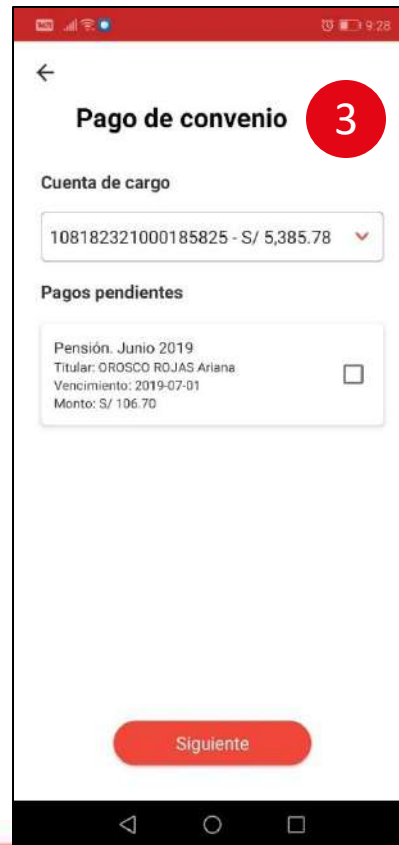 9:28
Pago de convenio
3
Cuenta de cargo
108182321000185825 - S/ 5,385.78
Pagos pendientes
Pensión. Junio 2019
Titular: OROSCO ROJAS Ariana
Vencimiento: 2019-07-01
Monto: S/ 106.70
Siguiente